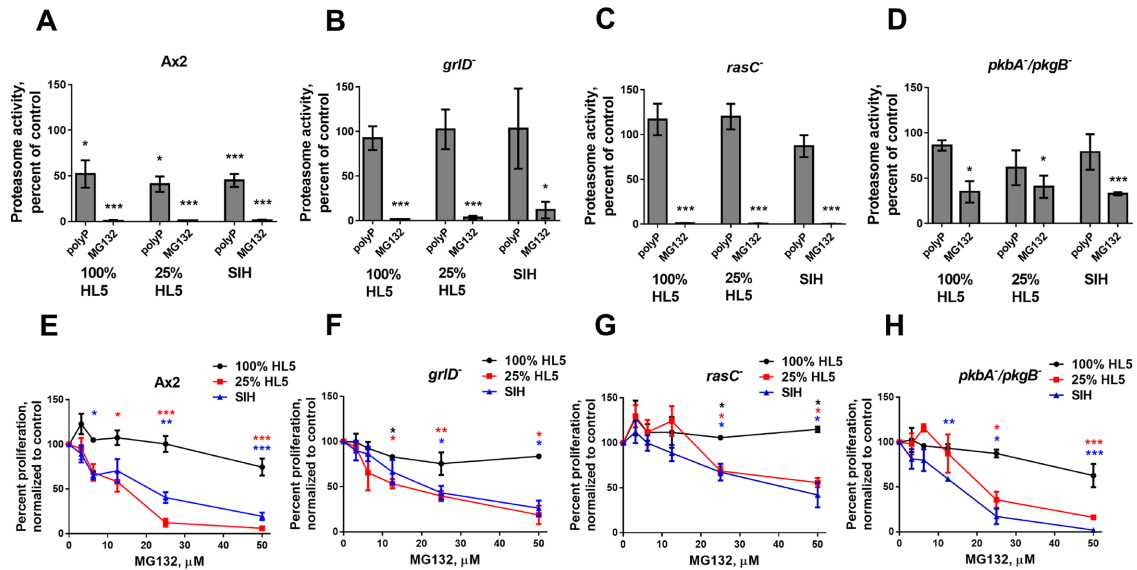 A
Ax2
Proteasome activity,
percent of control
150
100
50
0
*
***
*
***
***
***
polyP
MG132
polyP
MG132
polyP
MG132
100%
HL5
25%
HL5
SIH
B
grlD-
Proteasome activity,
percent of control
150
100
50
0
***
***
*
polyP
MG132
polyP
MG132
polyP
MG132
100%
HL5
25%
HL5
SIH
C
rasC-
Proteasome activity,
percent of control
150
100
50
0
***
***
***
polyP
MG132
polyP
MG132
polyP
MG132
100%
HL5
25%
HL5
SIH
D
pkbA-/pkgB-
Proteasome activity,
percent of control
150
100
50
0
*
*
***
polyP
MG132
polyP
MG132
polyP
MG132
100%
HL5
25%
HL5
SIH
E
Ax2
100% HL5
25% HL5
SIH
Percent proliferation,
normalized to control
150
100
50
0
* * *** ***
** ***
0 10 20 30 40 50
MG132, µM
F
grlD-
100% HL5
25% HL5
SIH
Percent proliferation,
normalized to control
150
100
50
0
* ** *
* * *
0 10 20 30 40 50
MG132, µM
G
rasC-
100% HL5
25% HL5
SIH
Percent proliferation,
normalized to control
150
100
50
0
* *
* *
* *
0 10 20 30 40 50
MG132, µM
H
pkbA-/pkgB-
100% HL5
25% HL5
SIH
Percent proliferation,
normalized to control
150
100
50
0
** * ***
* ***
0 10 20 30 40 50
MG132, µM